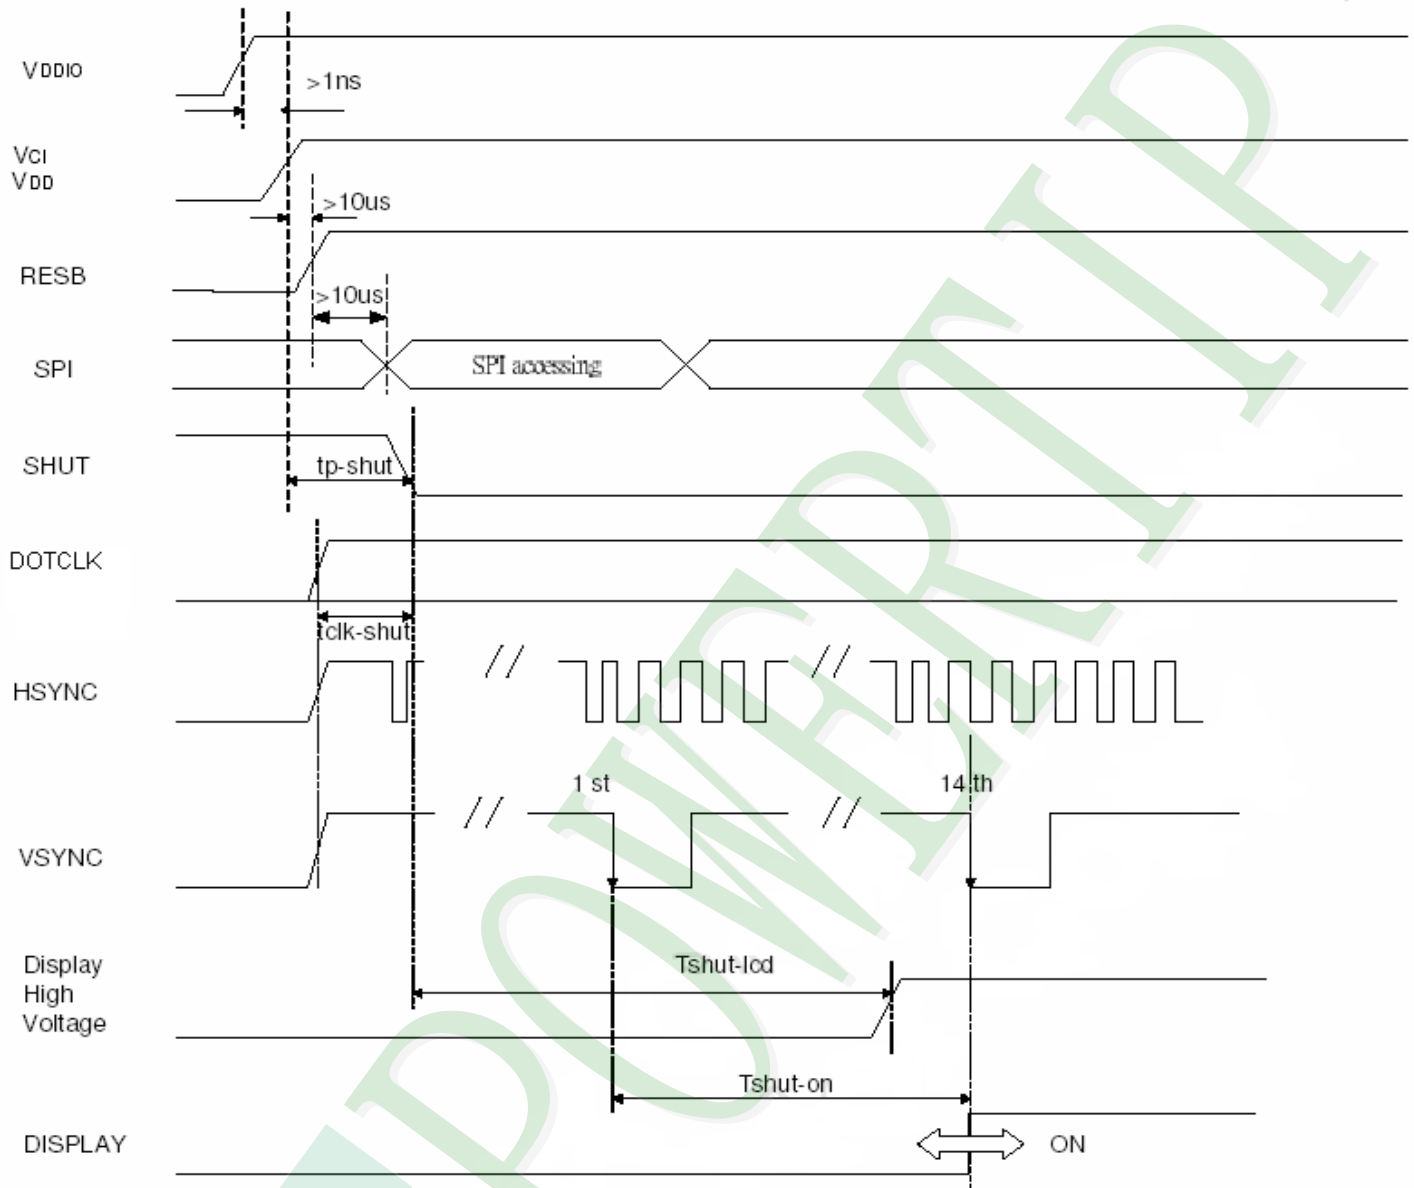 VDDIO
>1ns
VCI
VDD
>10us
RESB
>10us
SPI
SPI accessing
SHUT
tp-shut
DOTCLK
tclk-shut
HSYNC
1 st
14 th
VSYNC
Display
High
Voltage
Tshut-lcd
Tshut-on
DISPLAY
ON
POWERTIP